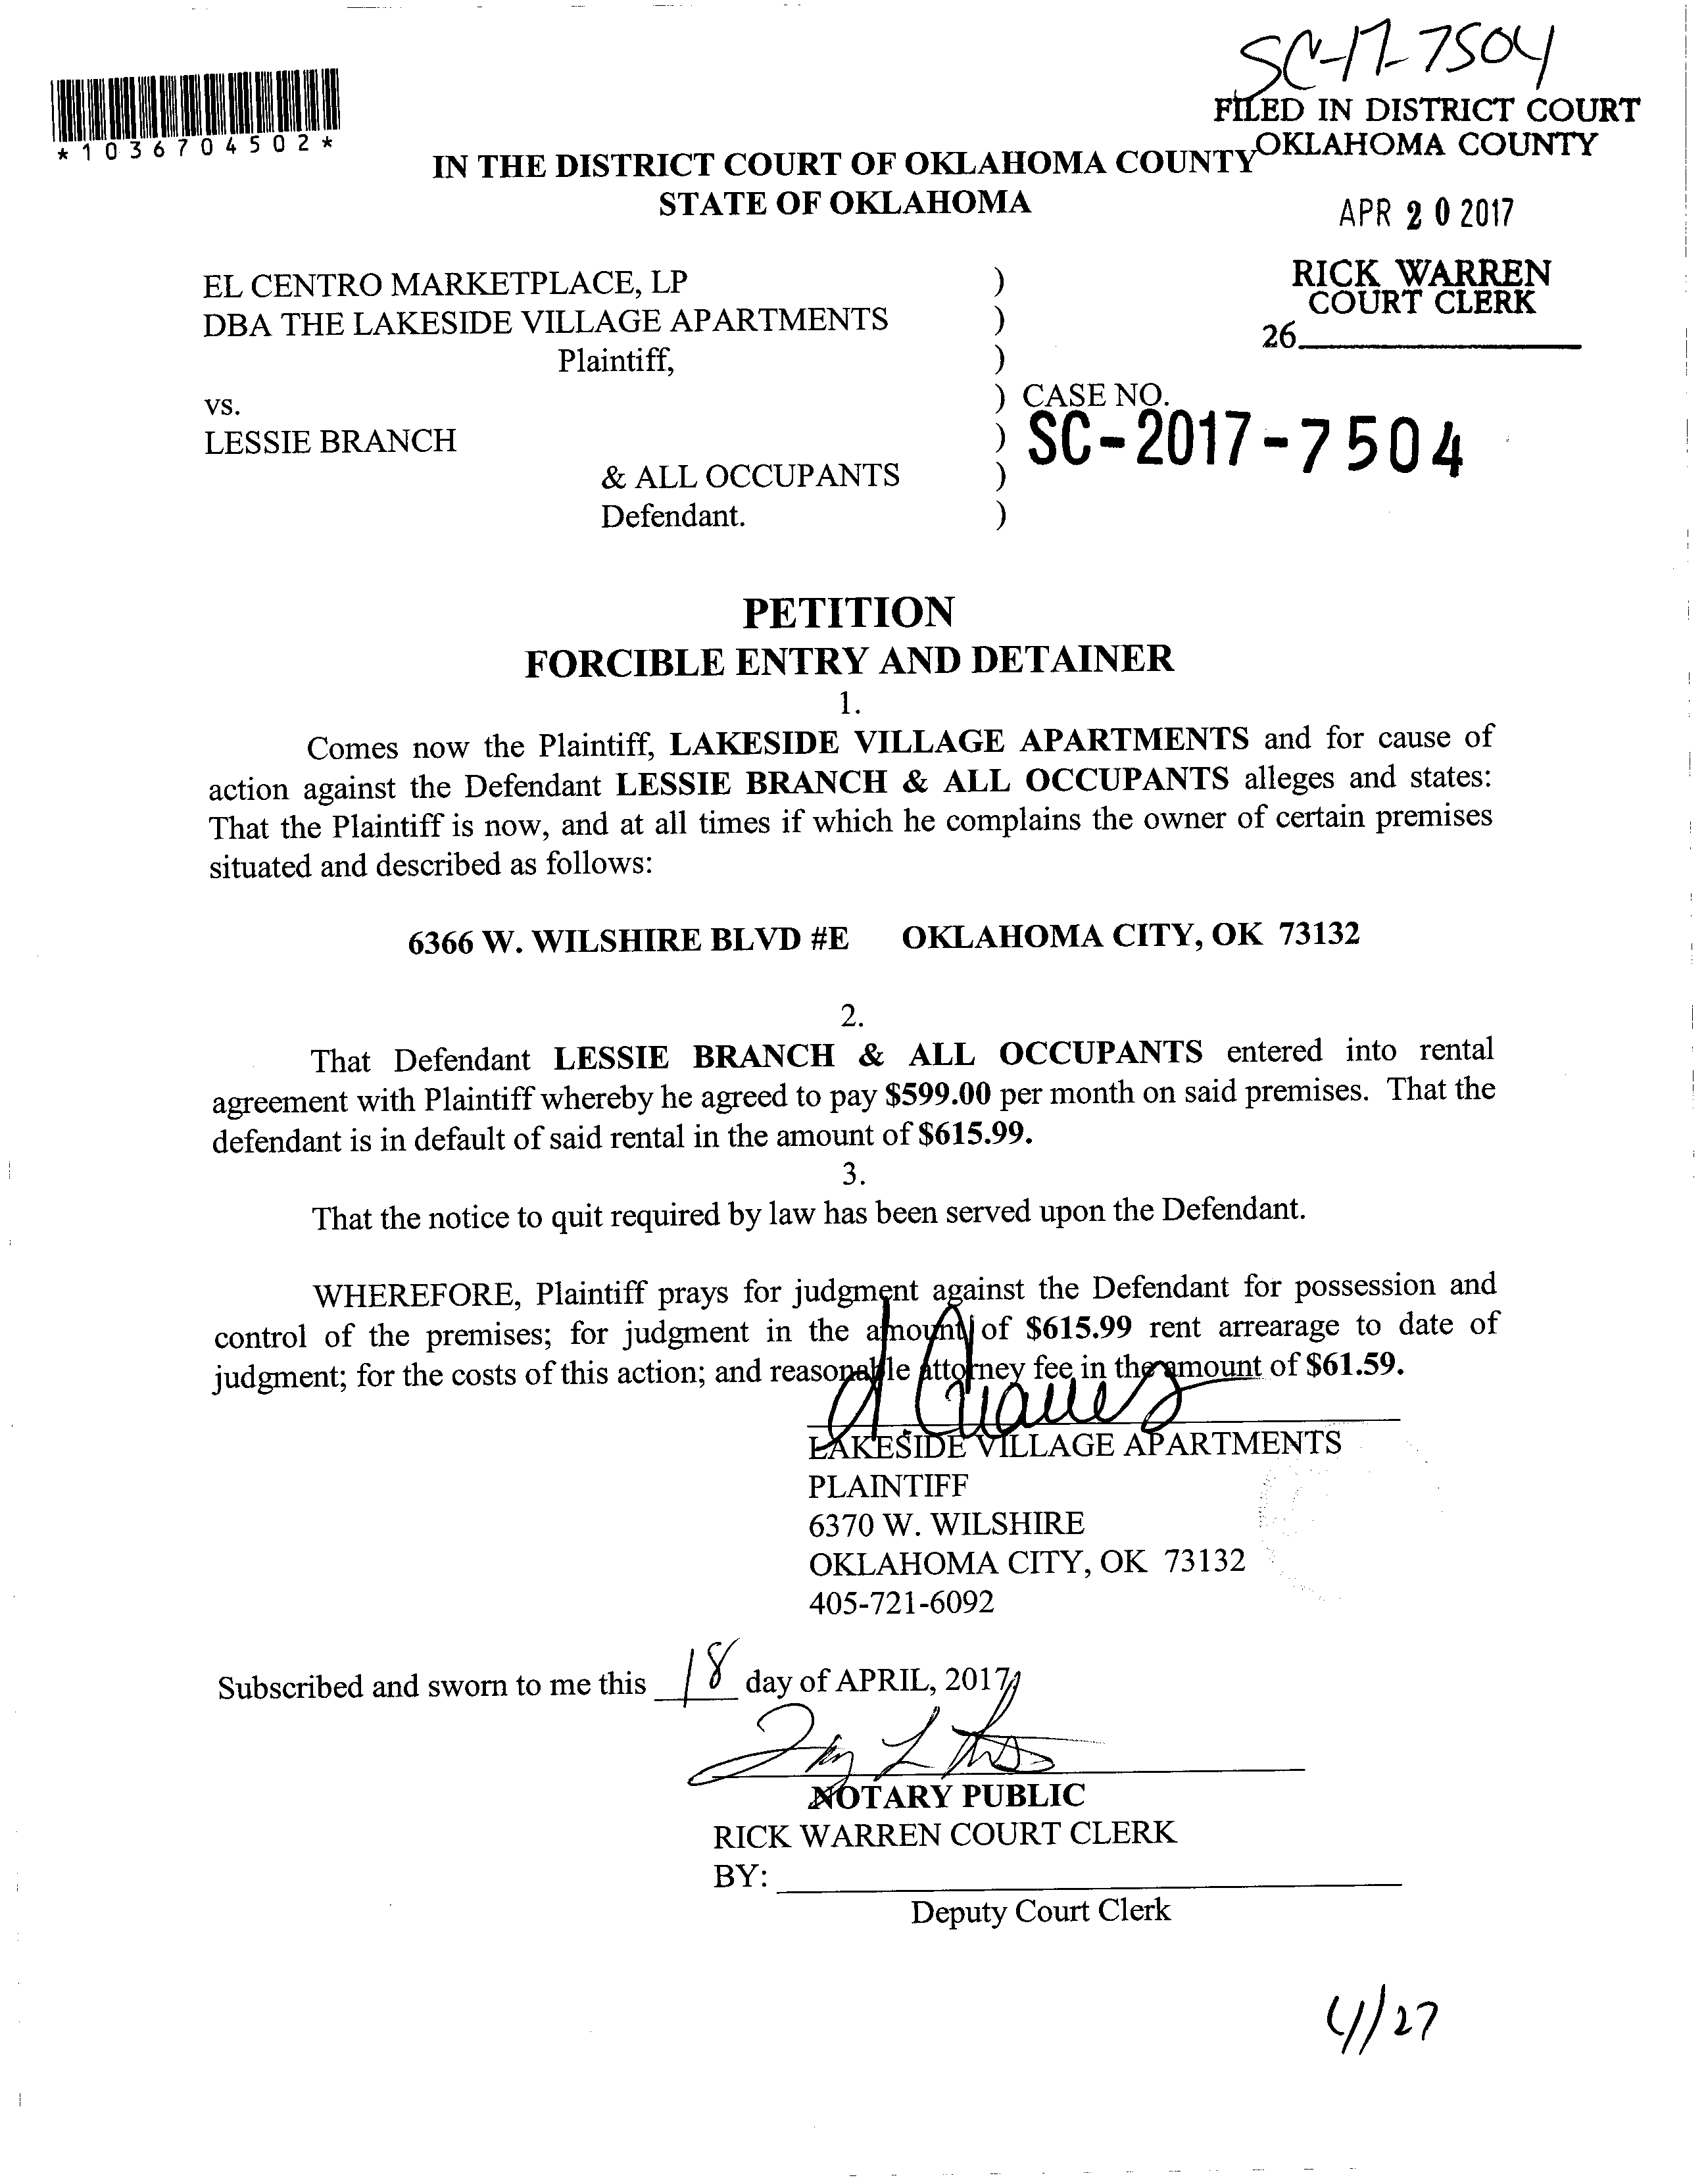 SC-17-7504
FILED IN DISTRICT COURT
OKLAHOMA COUNTY
*1036704502*
IN THE DISTRICT COURT OF OKLAHOMA COUNTY
STATE OF OKLAHOMA
APR 20 2017
RICK WARREN
COURT CLERK
26
EL CENTRO MARKETPLACE, LP )
DBA THE LAKESIDE VILLAGE APARTMENTS )
Plaintiff, )
vs. ) CASE NO.
LESSIE BRANCH ) SC-2017-7504
& ALL OCCUPANTS )
Defendant. )
PETITION
FORCIBLE ENTRY AND DETAINER
1.
Comes now the Plaintiff, LAKESIDE VILLAGE APARTMENTS and for cause of
action against the Defendant LESSIE BRANCH & ALL OCCUPANTS alleges and states:
That the Plaintiff is now, and at all times if which he complains the owner of certain premises
situated and described as follows:
6366 W. WILSHIRE BLVD #E OKLAHOMA CITY, OK 73132
2.
That Defendant LESSIE BRANCH & ALL OCCUPANTS entered into rental
agreement with Plaintiff whereby he agreed to pay $599.00 per month on said premises. That the
defendant is in default of said rental in the amount of $615.99.
3.
That the notice to quit required by law has been served upon the Defendant.
WHEREFORE, Plaintiff prays for judgment against the Defendant for possession and
control of the premises; for judgment in the amount of $615.99 rent arrearage to date of
judgment; for the costs of this action; and reasonable attorney fee in the amount of $61.59.
LAKESIDE VILLAGE APARTMENTS
PLAINTIFF
6370 W. WILSHIRE
OKLAHOMA CITY, OK 73132
405-721-6092
Subscribed and sworn to me this 18 day of APRIL, 2017
NOTARY PUBLIC
RICK WARREN COURT CLERK
BY:
Deputy Court Clerk
4/27